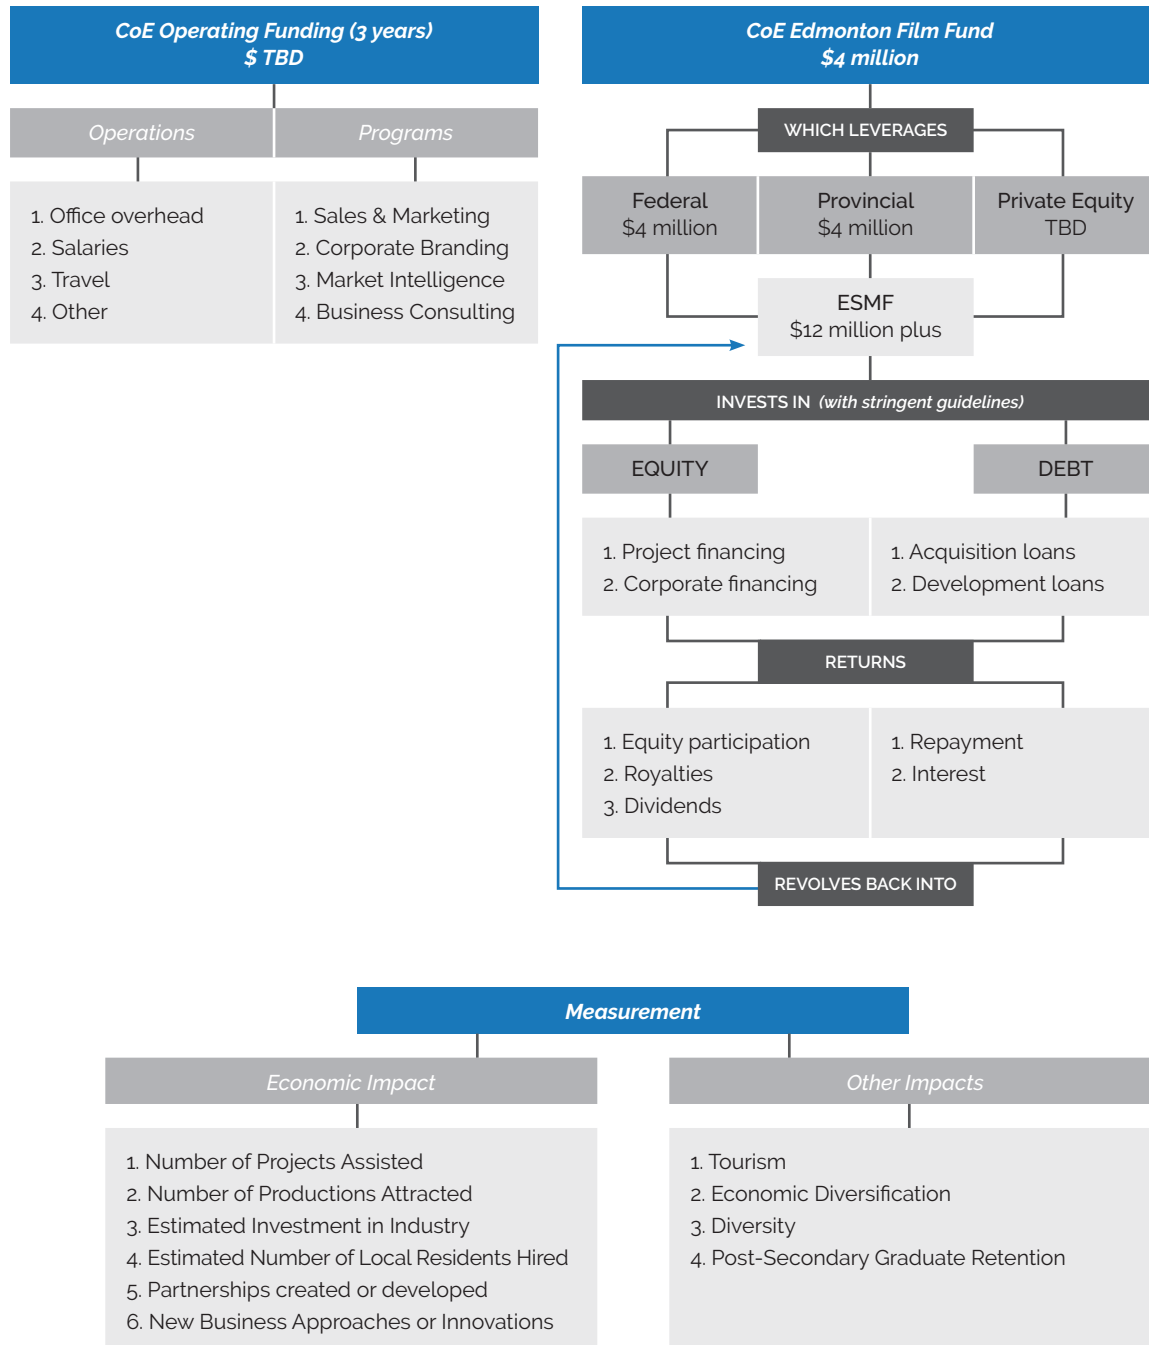 CoE Operating Funding (3 years)
$ TBD
Operations
Programs
1. Office overhead
2. Salaries
3. Travel
4. Other
1. Sales & Marketing
2. Corporate Branding
3. Market Intelligence
4. Business Consulting
CoE Edmonton Film Fund
$4 million
WHICH LEVERAGES
Federal
$4 million
Provincial
$4 million
Private Equity
TBD
ESMF
$12 million plus
INVESTS IN (with stringent guidelines)
EQUITY
DEBT
1. Project financing
2. Corporate financing
1. Acquisition loans
2. Development loans
RETURNS
1. Equity participation
2. Royalties
3. Dividends
1. Repayment
2. Interest
REVOLVES BACK INTO
Measurement
Economic Impact
Other Impacts
1. Number of Projects Assisted
2. Number of Productions Attracted
3. Estimated Investment in Industry
4. Estimated Number of Local Residents Hired
5. Partnerships created or developed
6. New Business Approaches or Innovations
1. Tourism
2. Economic Diversification
3. Diversity
4. Post-Secondary Graduate Retention